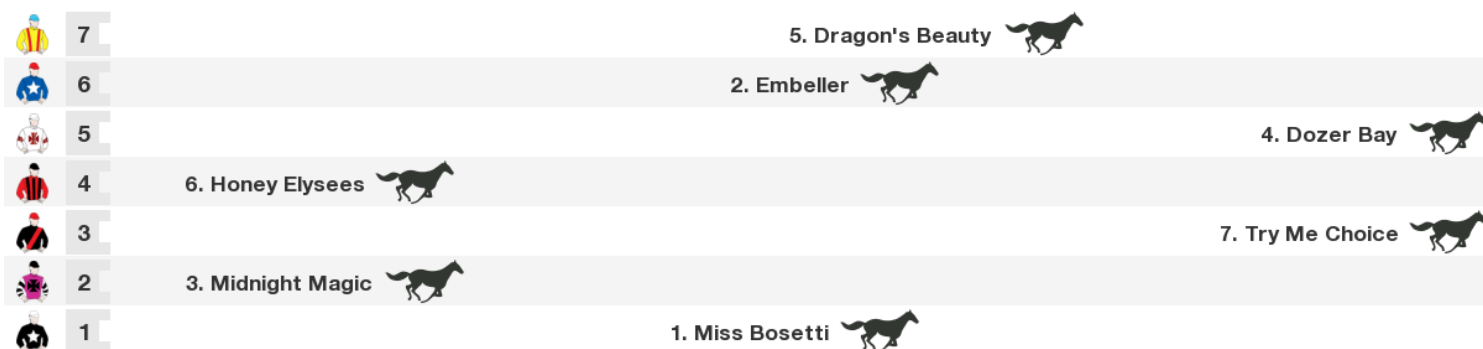 7 5. Dragon's Beauty
6 2. Embeller
5 4. Dozer Bay
4 6. Honey Elysees
3 7. Try Me Choice
2 3. Midnight Magic
1 1. Miss Bosetti